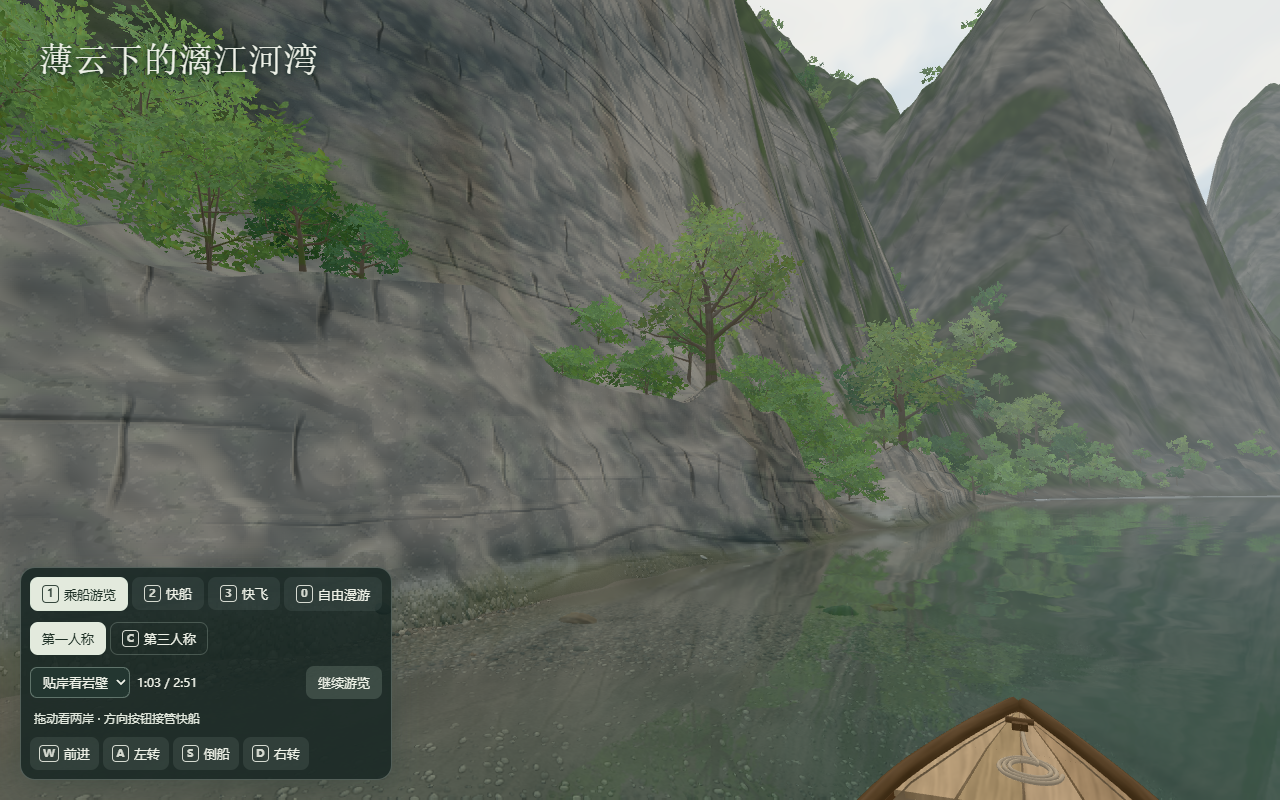 薄云下的漓江河湾
1 乘船游览 2 快船 3 快飞 0 自由漫游
第一人称 C 第三人称
贴岸看岩壁 1:03 / 2:51 继续游览
拖动看两岸 · 方向按钮接管快船
W 前进 A 左转 S 倒船 D 右转